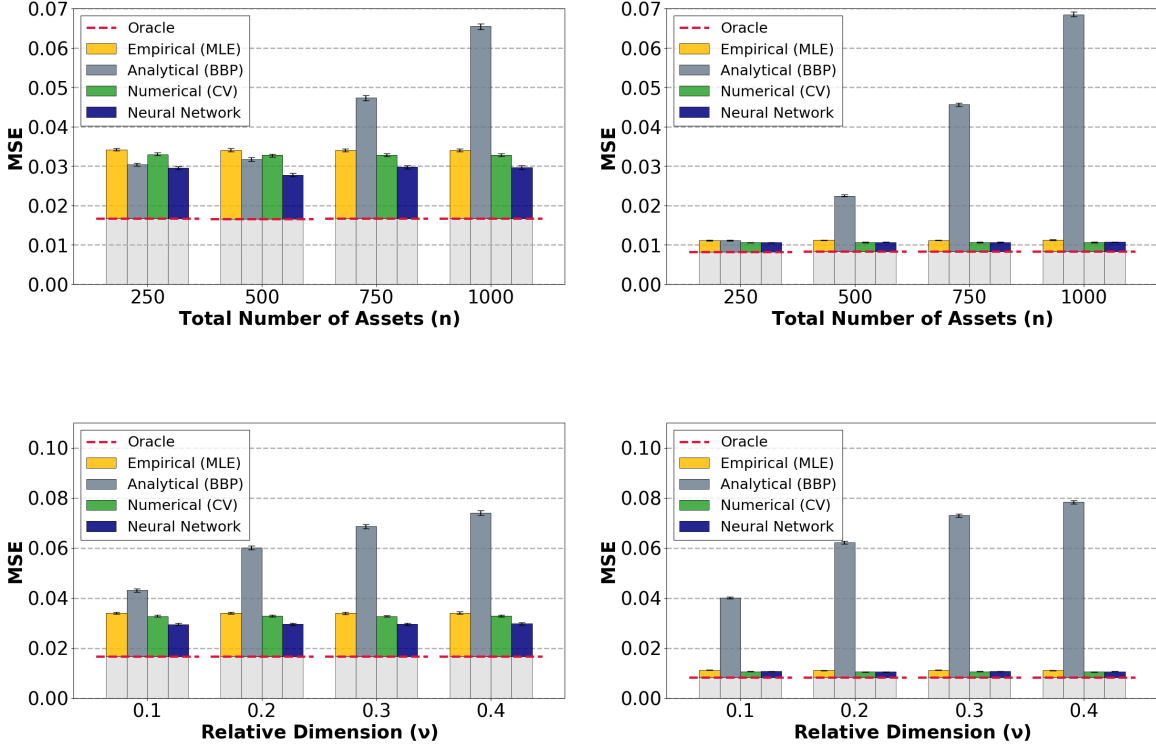 0.07
0.06
0.05
0.04
0.03
0.02
0.01
0.00
MSE
Oracle
Empirical (MLE)
Analytical (BBP)
Numerical (CV)
Neural Network
250 500 750 1000
Total Number of Assets (n)
0.07
0.06
0.05
0.04
0.03
0.02
0.01
0.00
MSE
Oracle
Empirical (MLE)
Analytical (BBP)
Numerical (CV)
Neural Network
250 500 750 1000
Total Number of Assets (n)
0.10
0.08
0.06
0.04
0.02
0.00
MSE
Oracle
Empirical (MLE)
Analytical (BBP)
Numerical (CV)
Neural Network
0.1 0.2 0.3 0.4
Relative Dimension (ν)
0.10
0.08
0.06
0.04
0.02
0.00
MSE
Oracle
Empirical (MLE)
Analytical (BBP)
Numerical (CV)
Neural Network
0.1 0.2 0.3 0.4
Relative Dimension (ν)